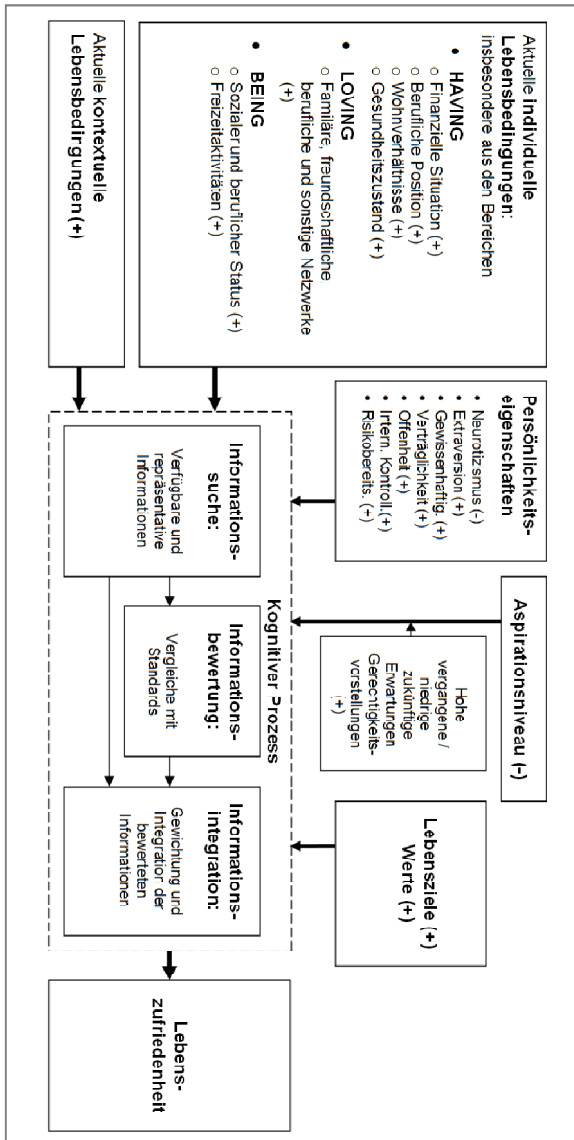 Aktuelle individuelle
Lebensbedingungen:
insbesondere aus den Bereichen
• HAVING
○ Finanzielle Situation (+)
○ Berufliche Position (+)
○ Wohnverhältnisse (+)
○ Gesundheitszustand (+)
• LOVING
○ Familiäre, freundschaftliche
berufliche und sonstige Netzwerke
(+)
• BEING
○ Sozialer und beruflicher Status (+)
○ Freizeitaktivitäten (+)
Aktuelle kontextuelle
Lebensbedingungen (+)
Persönlichkeits-
eigenschaften
• Neurotizismus (-)
• Extraversion (+)
• Gewissenhaftig. (+)
• Verträglichkeit (+)
• Offenheit (+)
• Intern. Kontroll.(+)
• Risikobereits. (+)
Aspirationsniveau (-)
Hohe
vergangene /
niedrige
zukünftige
Erwartungen
Gerechtigkeits-
vorstellungen
(+)
Lebensziele (+)
Werte (+)
Kognitiver Prozess
Informations-
suche:
Verfügbare und
repräsentative
Informationen
Informations-
bewertung:
Vergleiche mit
Standards
Informations-
integration:
Gewichtung und
Integration der
bewerteten
Informationen
Lebens-
zufriedenheit